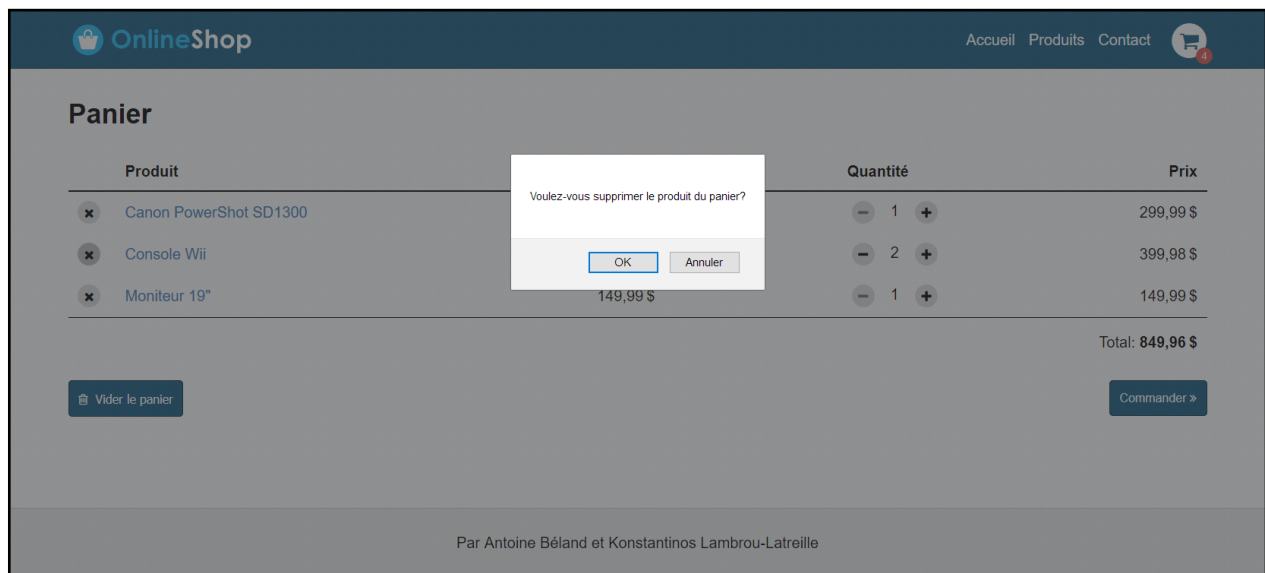 OnlineShop Accueil Produits Contact 4
Panier
Produit Quantité Prix
Voulez-vous supprimer le produit du panier?
Canon PowerShot SD1300 1 299,99 $
Console Wii 2 399,98 $
OK Annuler
Moniteur 19" 149,99 $ 1 149,99 $
Total: 849,96 $
Vider le panier Commander »
Par Antoine Béland et Konstantinos Lambrou-Latreille